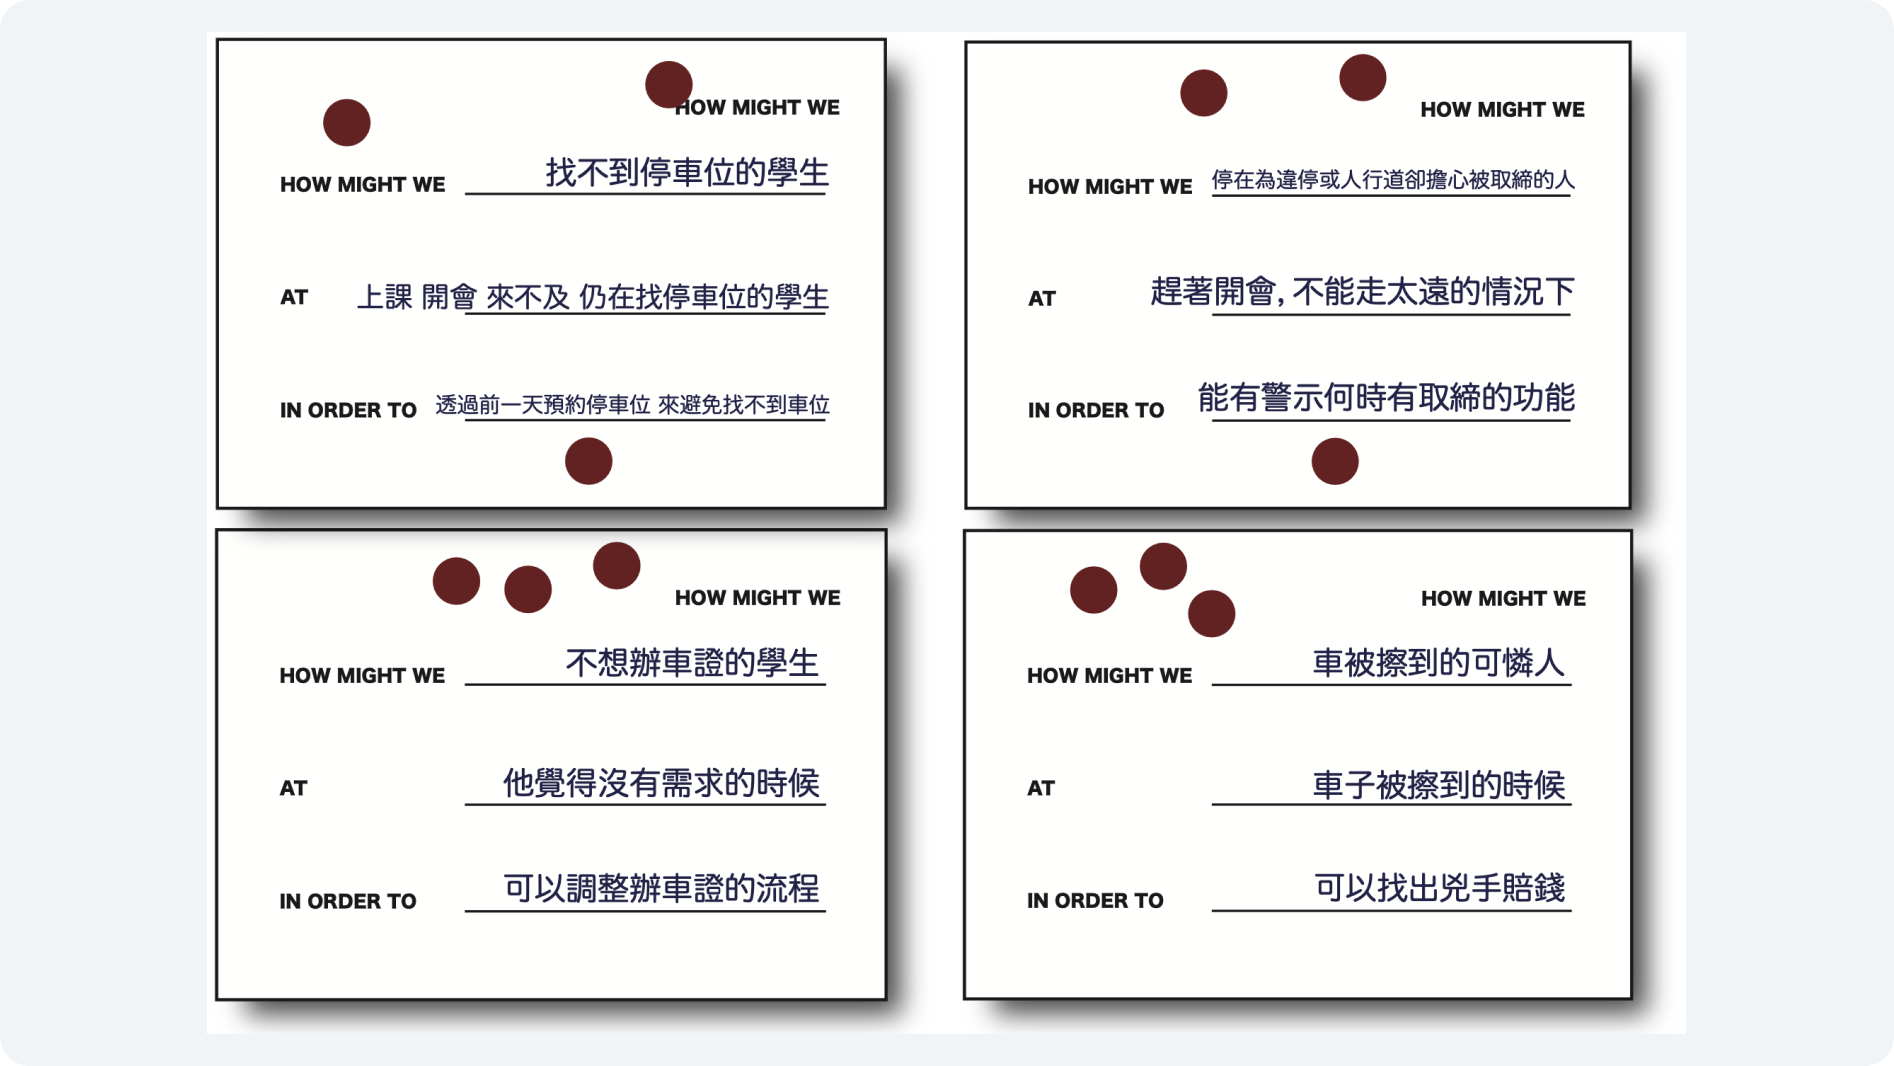 HOW MIGHT WE
HOW MIGHT WE 找不到停車位的學生
AT 上課 開會 來不及 仍在找停車位的學生
IN ORDER TO 透過前一天預約停車位 來避免找不到車位
HOW MIGHT WE
HOW MIGHT WE 停在為違停或人行道卻擔心被取締的人
AT 趕著開會, 不能走太遠的情況下
IN ORDER TO 能有警示何時有取締的功能
HOW MIGHT WE
HOW MIGHT WE 不想辦車證的學生
AT 他覺得沒有需求的時候
IN ORDER TO 可以調整辦車證的流程
HOW MIGHT WE
HOW MIGHT WE 車被擦到的可憐人
AT 車子被擦到的時候
IN ORDER TO 可以找出兇手賠錢